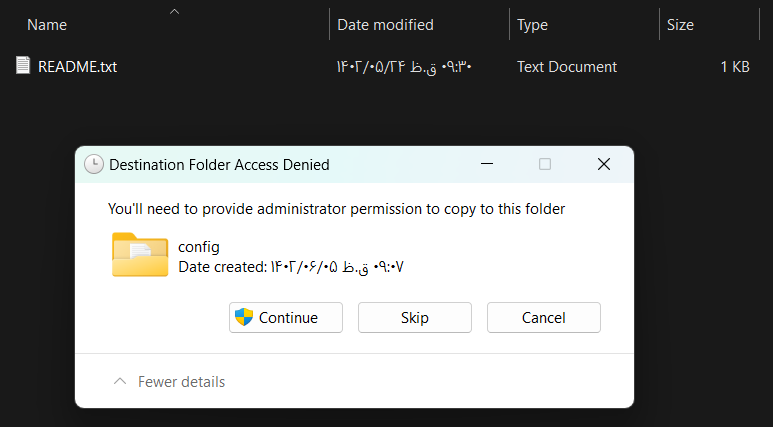 Name Date modified Type Size
README.txt ۱۴۰۲/۰۵/۲۴ ق.ظ ۰۹:۳۰ Text Document 1 KB
Destination Folder Access Denied
You'll need to provide administrator permission to copy to this folder
config
Date created: ۱۴۰۲/۰۶/۰۵ ق.ظ ۰۹:۰۷
Continue Skip Cancel
Fewer details